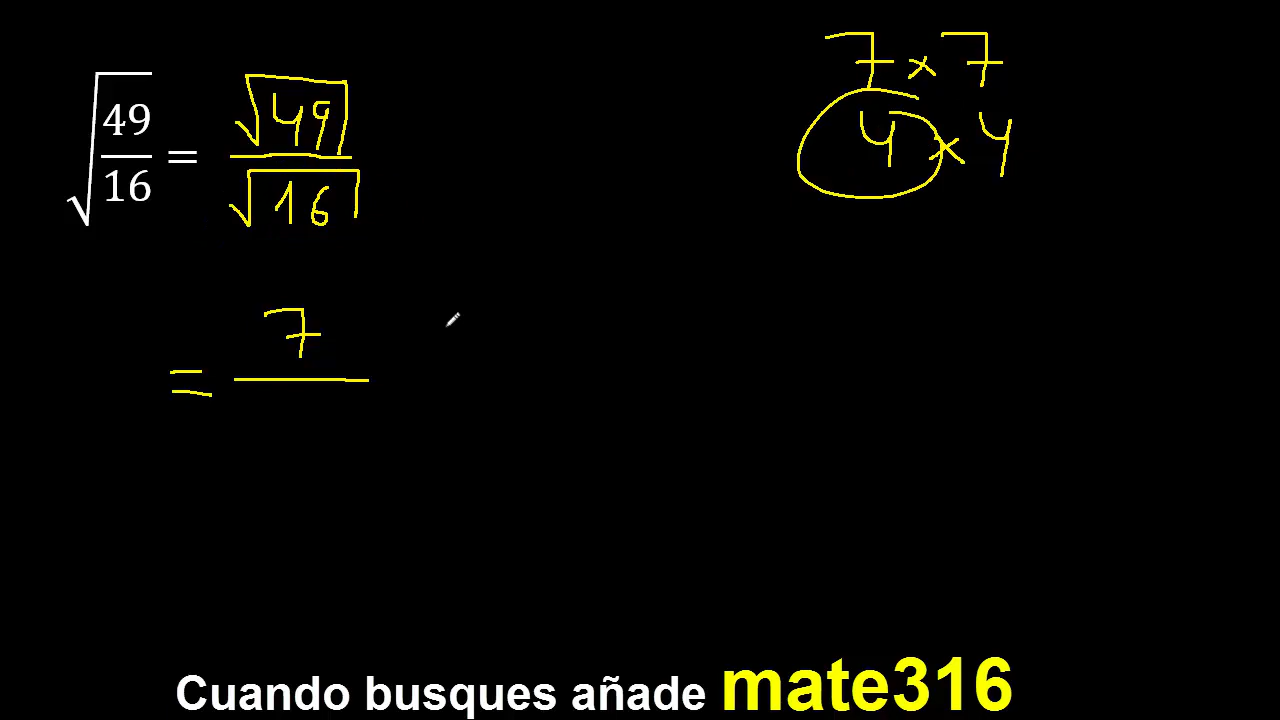 √(49/16) = √49/√16
7 × 7
4 × 4
= 7/
Cuando busques añade mate316